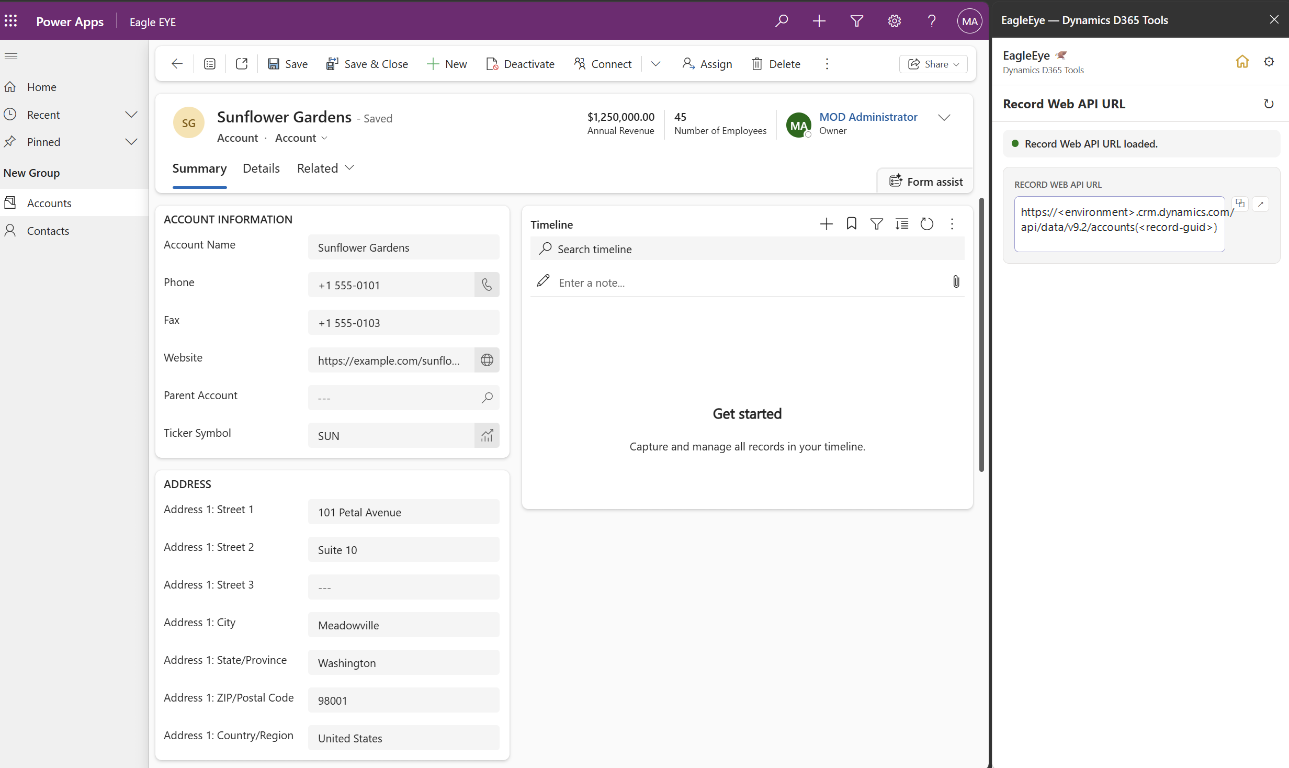 Power Apps
Eagle EYE
MA
EagleEye — Dynamics D365 Tools
Home
Recent
Pinned
New Group
Accounts
Contacts
Save
Save & Close
New
Deactivate
Connect
Assign
Delete
Share
SG
Sunflower Gardens - Saved
Account · Account
$1,250,000.00
Annual Revenue
45
Number of Employees
MA
MOD Administrator
Owner
Summary
Details
Related
Form assist
ACCOUNT INFORMATION
Account Name
Sunflower Gardens
Phone
+1 555-0101
Fax
+1 555-0103
Website
https://example.com/sunflo...
Parent Account
---
Ticker Symbol
SUN
ADDRESS
Address 1: Street 1
101 Petal Avenue
Address 1: Street 2
Suite 10
Address 1: Street 3
---
Address 1: City
Meadowville
Address 1: State/Province
Washington
Address 1: ZIP/Postal Code
98001
Address 1: Country/Region
United States
Timeline
Search timeline
Enter a note...
Get started
Capture and manage all records in your timeline.
EagleEye
Dynamics D365 Tools
Record Web API URL
Record Web API URL loaded.
RECORD WEB API URL
https://<environment>.crm.dynamics.com/
api/data/v9.2/accounts(<record-guid>)